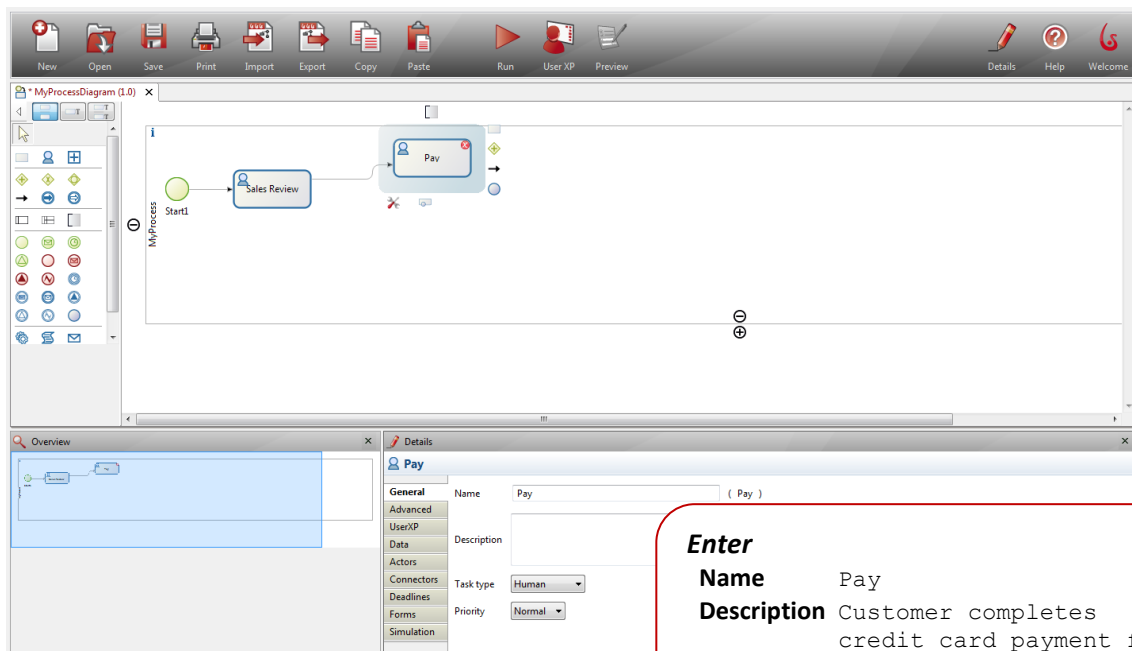 New Open Save Print Import Export Copy Paste Run User XP Preview Details Help Welcome
* MyProcessDiagram (1.0)
Pay
Sales Review
Start1
MyProcess
Overview
Details
Pay
General
Name Pay ( Pay )
Advanced
UserXP
Data
Description
Actors
Connectors
Task type Human
Deadlines
Forms
Priority Normal
Simulation
Enter
Name Pay
Description Customer completes
credit card payment f